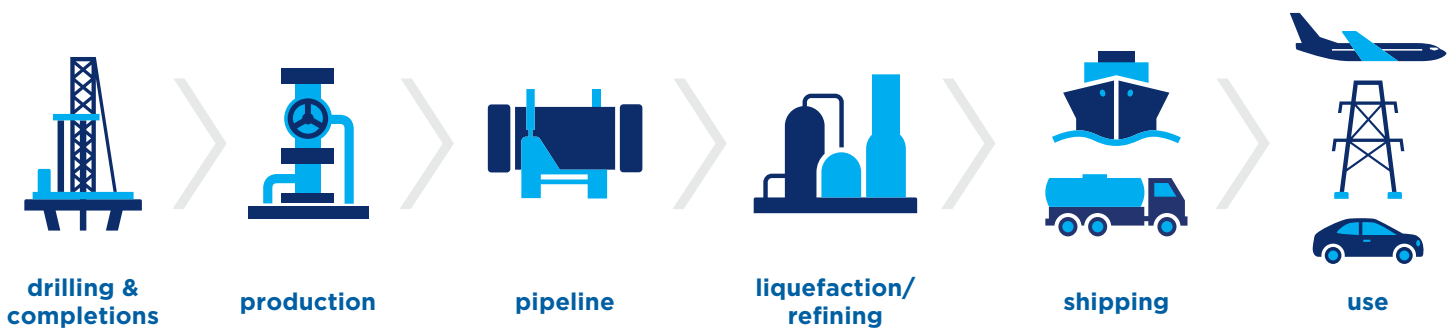 drilling &
completions
production
pipeline
liquefaction/
refining
shipping
use